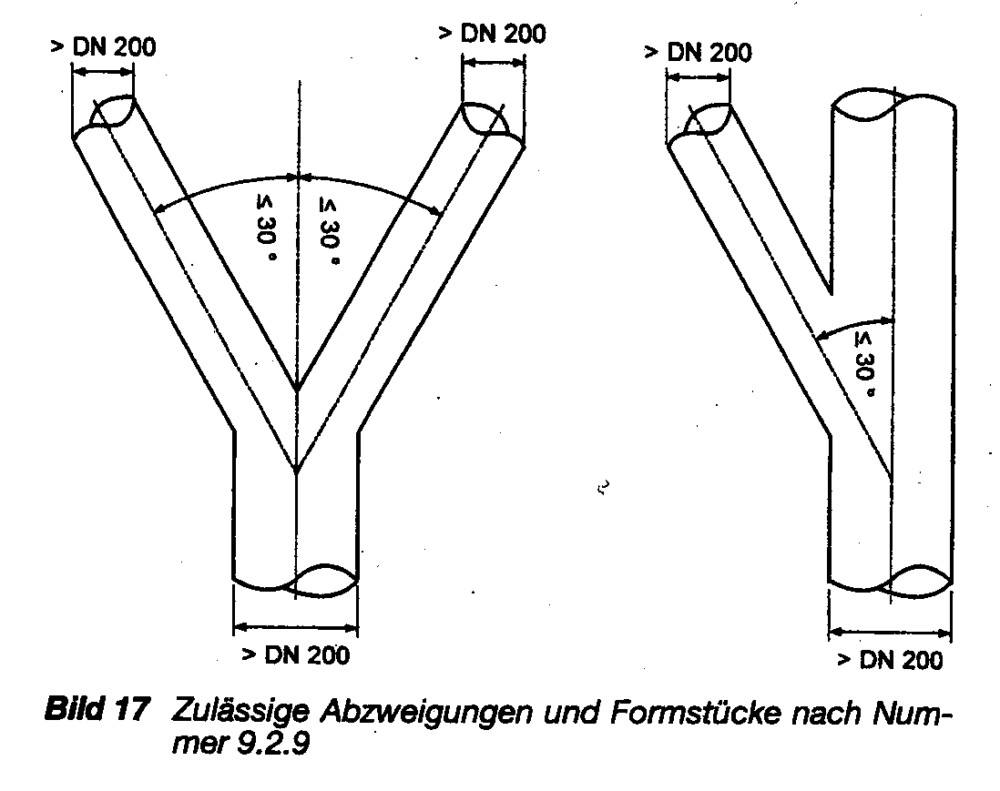 > DN 200
> DN 200
> DN 200
≤ 30°
≤ 30°
≤ 30°
> DN 200
> DN 200
Bild 17 Zulässige Abzweigungen und Formstücke nach Num-
mer 9.2.9